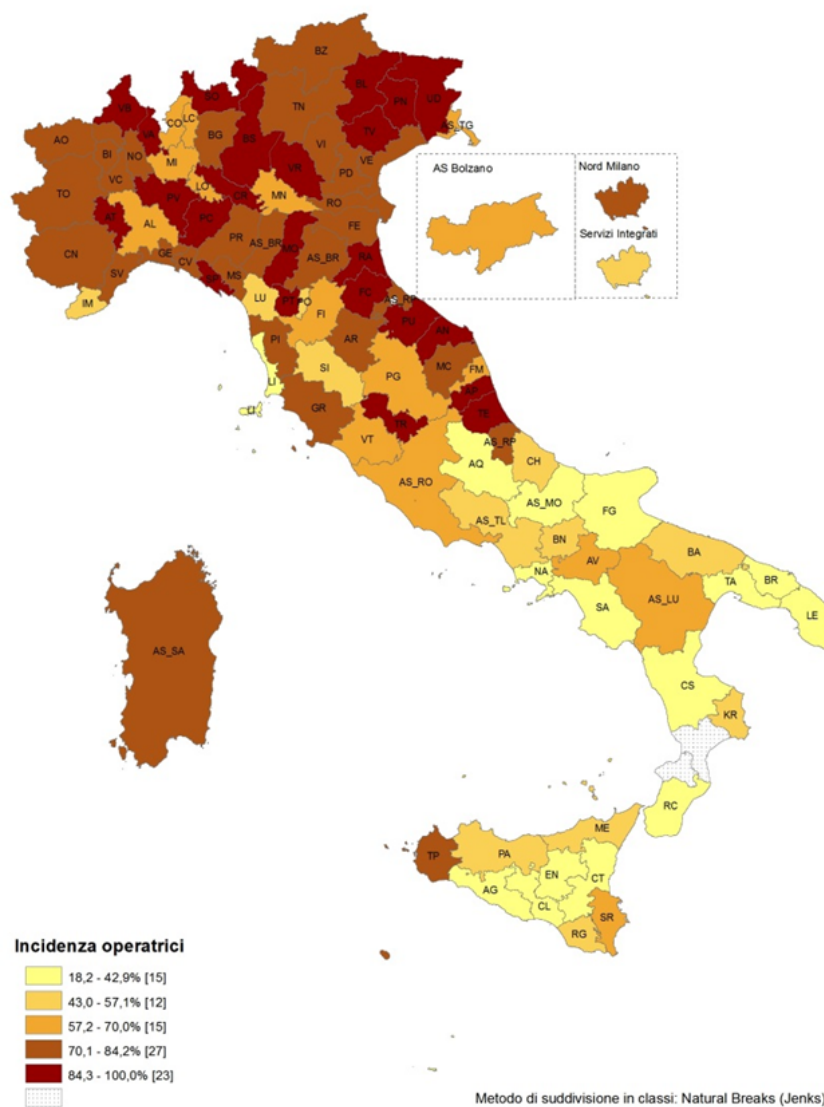 BZ
BL
PN
UD
SO
TN
VB
CO
LC
TV
AS_TG
VA
BG
BS
VI
AO
BI
NO
MI
VR
PD
VE
VC
LO
TO
PV
CR
MN
RO
AT
PC
AL
FE
PR
AS_BR
MO
AS_BR
RA
CN
GE
CV
SV
MS
FC
AS_RP
IM
LU
PT
PO
FI
PU
AN
PI
AR
MC
SI
PG
FM
LI
AP
GR
TE
LI
TR
VT
AS_RP
AQ
CH
AS_RO
AS_MO
FG
AS_TL
BN
BA
NA
AV
TA
BR
SA
AS_LU
LE
AS_SA
CS
KR
RC
ME
TP
PA
EN
CT
AG
CL
SR
RG
AS Bolzano
Nord Milano
Servizi Integrati
Incidenza operatrici
18,2 - 42,9% [15]
43,0 - 57,1% [12]
57,2 - 70,0% [15]
70,1 - 84,2% [27]
84,3 - 100,0% [23]
Metodo di suddivisione in classi: Natural Breaks (Jenks)